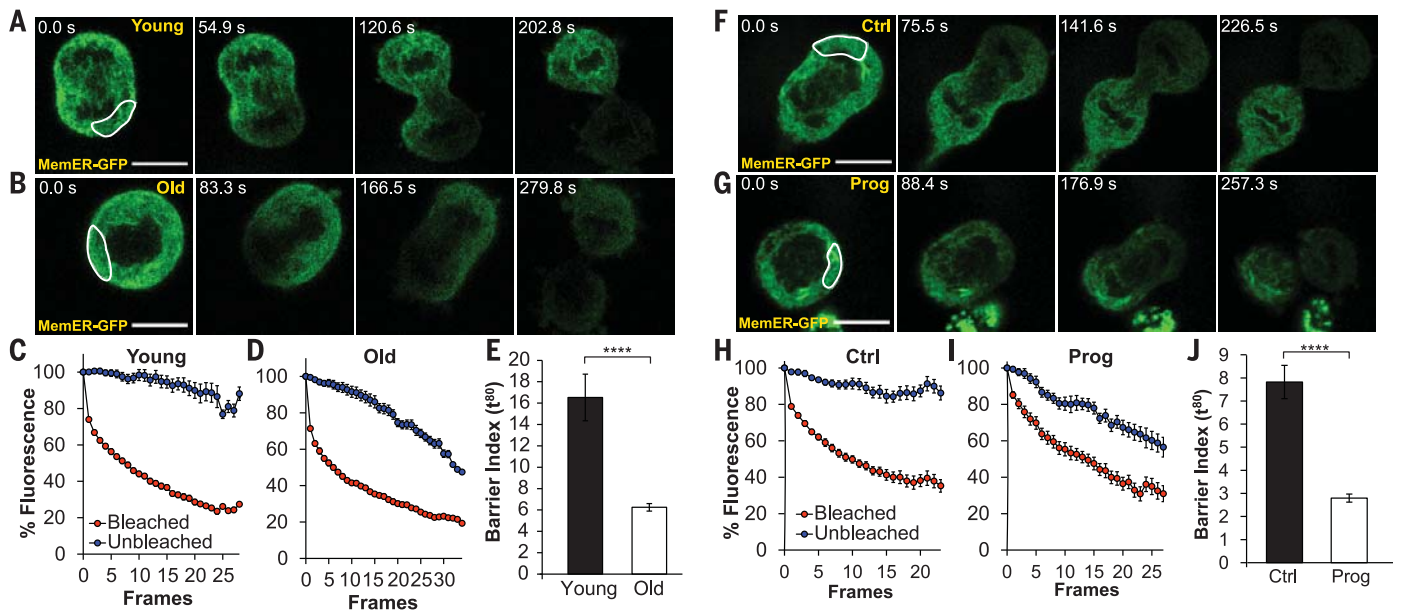 A
0.0 s
Young
54.9 s
120.6 s
202.8 s
MemER-GFP
B
0.0 s
Old
83.3 s
166.5 s
279.8 s
MemER-GFP
C
Young
% Fluorescence
100
80
60
40
20
0
Bleached
Unbleached
0 5 10 15 20 25
Frames
D
Old
100
80
60
40
20
0
0 5 10 15 20 25 30
Frames
E
Barrier Index (t80)
20
18
16
14
12
10
8
6
4
2
0
****
Young Old
F
0.0 s
Ctrl
75.5 s
141.6 s
226.5 s
MemER-GFP
G
0.0 s
Prog
88.4 s
176.9 s
257.3 s
MemER-GFP
H
Ctrl
% Fluorescence
100
80
60
40
20
0
Bleached
Unbleached
0 5 10 15 20
Frames
I
Prog
100
80
60
40
20
0
0 5 10 15 20 25
Frames
J
Barrier Index (t80)
9
8
7
6
5
4
3
2
1
0
****
Ctrl Prog